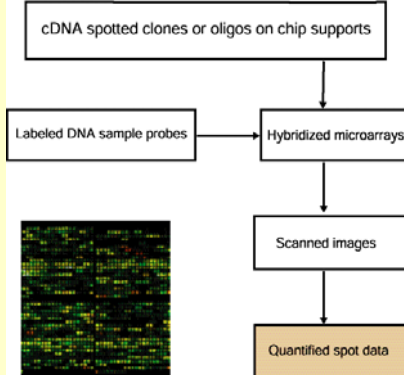 cDNA spotted clones or oligos on chip supports
Labeled DNA sample probes
Hybridized microarrays
Scanned images
Quantified spot data